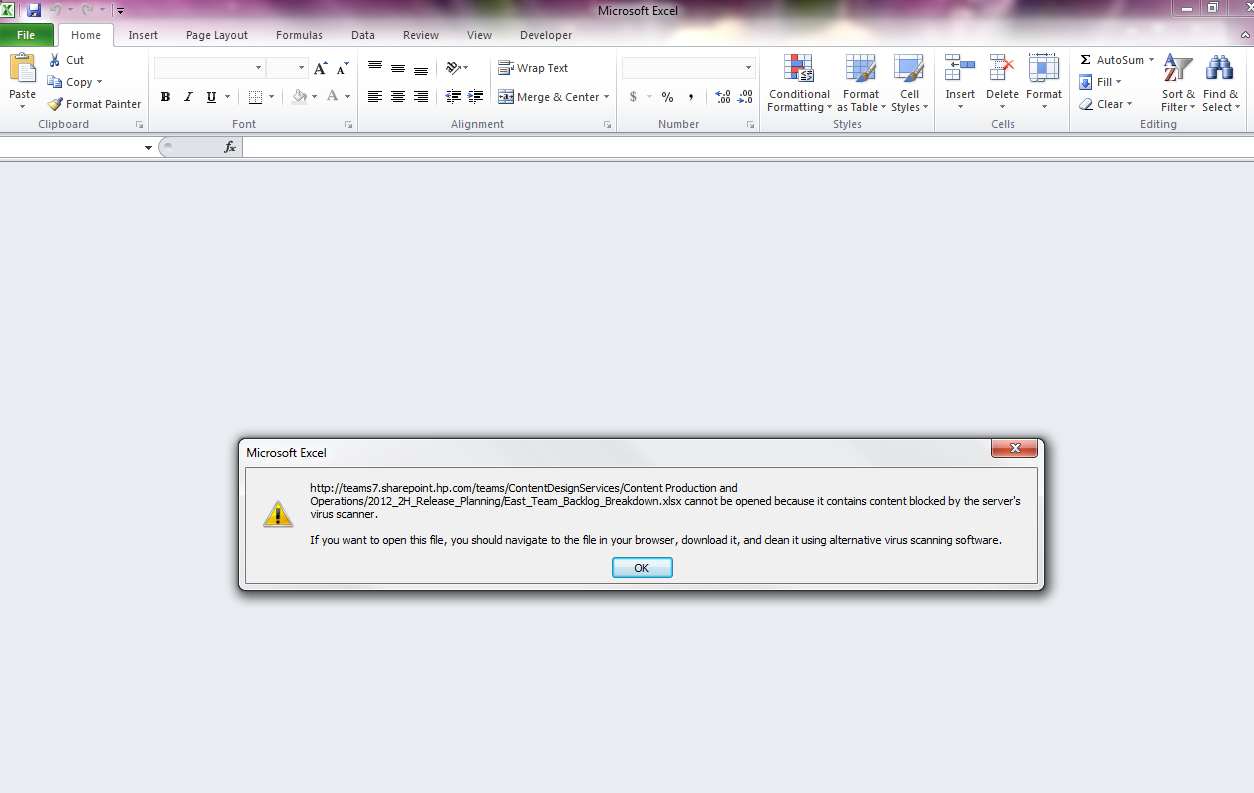 Microsoft Excel
File Home Insert Page Layout Formulas Data Review View Developer
Paste
Cut
Copy
Format Painter
Clipboard
A A
B I U A
Font
Wrap Text
Merge & Center
Alignment
$ % , .00 .00
Number
Conditional
Formatting
Format
as Table
Cell
Styles
Styles
Insert Delete Format
Cells
Σ AutoSum
Fill
Clear
Sort &
Filter
Find &
Select
Editing
fx
Microsoft Excel
http://teams7.sharepoint.hp.com/teams/ContentDesignServices/Content Production and
Operations/2012_2H_Release_Planning/East_Team_Backlog_Breakdown.xlsx cannot be opened because it contains content blocked by the server's
virus scanner.
If you want to open this file, you should navigate to the file in your browser, download it, and clean it using alternative virus scanning software.
OK